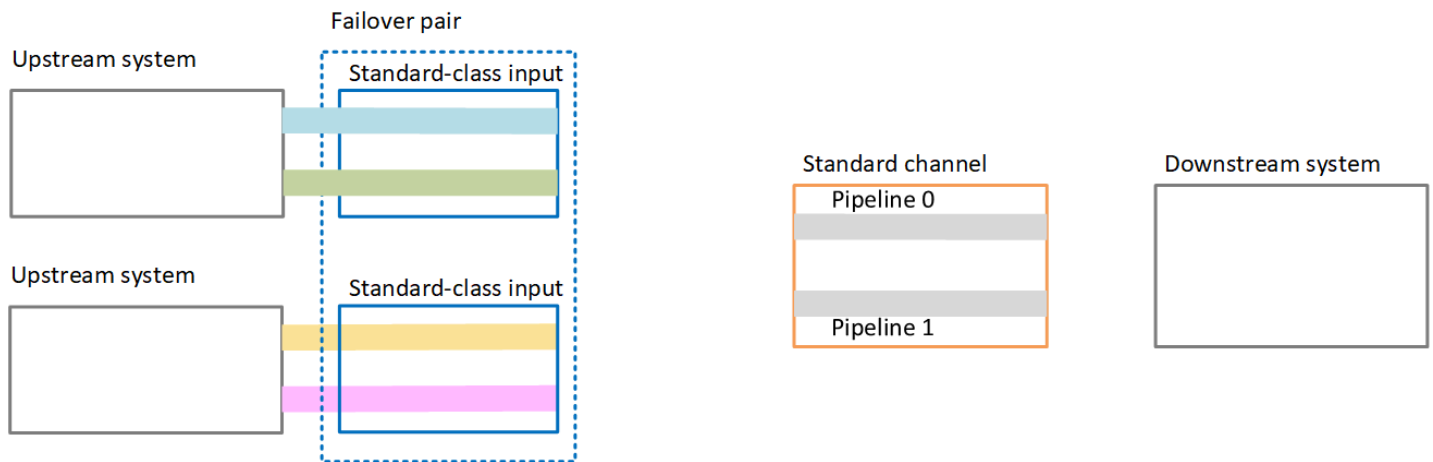 Failover pair
Upstream system
Standard-class input
Standard channel
Downstream system
Pipeline 0
Upstream system
Standard-class input
Pipeline 1